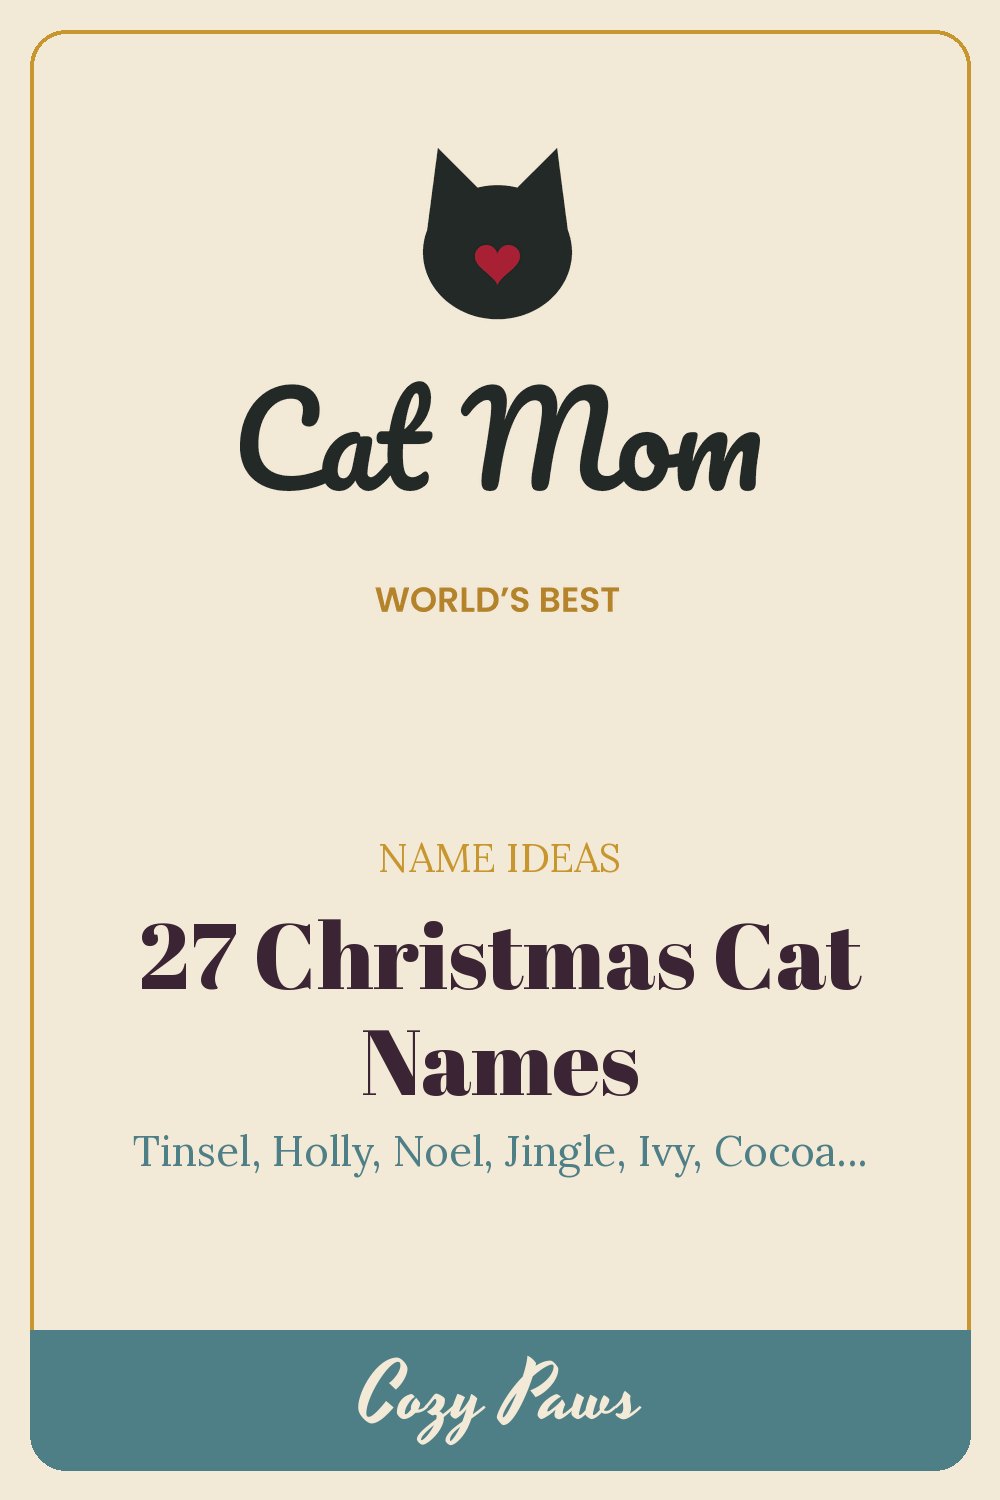 Cat Mom
WORLD'S BEST
NAME IDEAS
27 Christmas Cat
Names
Tinsel, Holly, Noel, Jingle, Ivy, Cocoa...
Cozy Paws